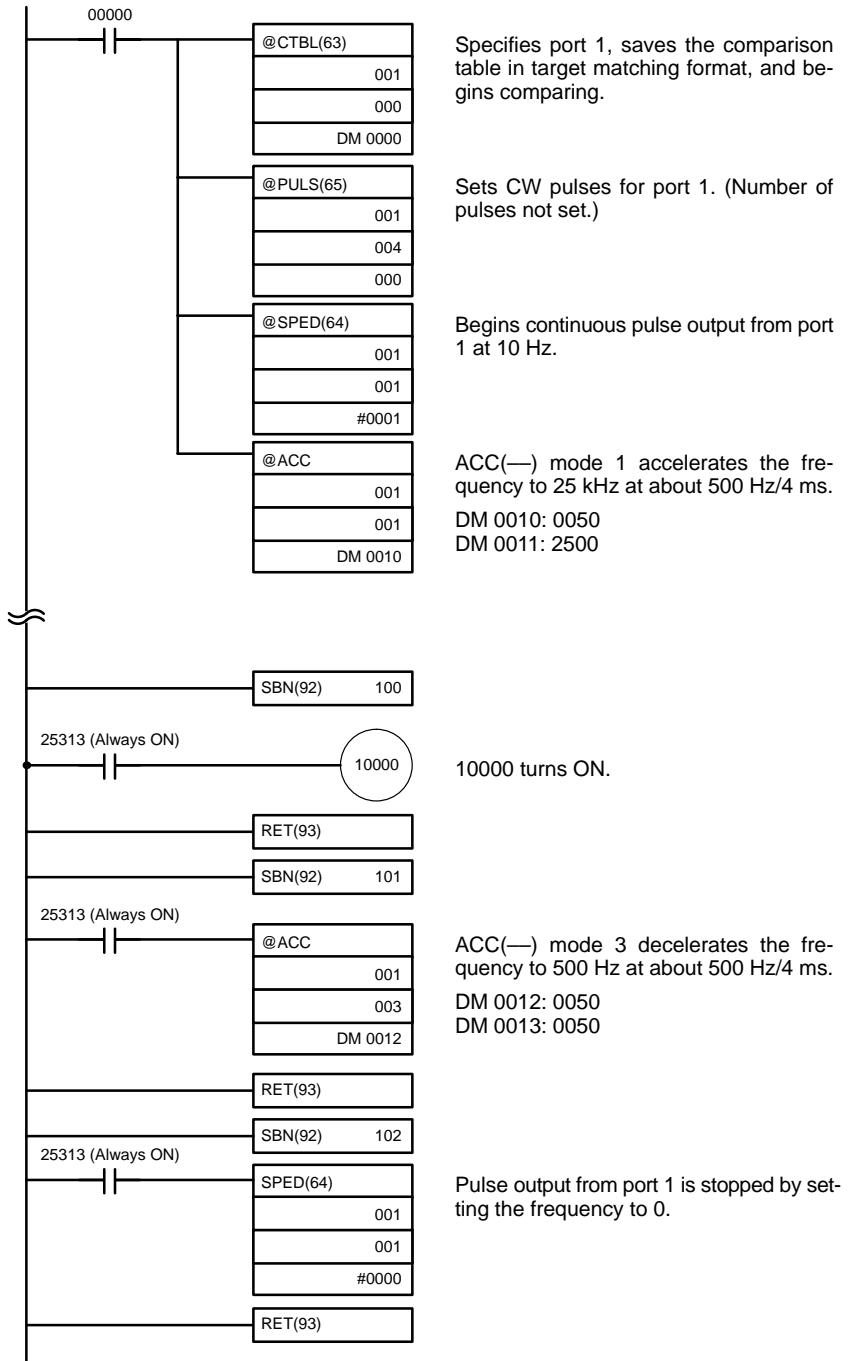 00000
@CTBL(63)
001
000
DM 0000
Specifies port 1, saves the comparison
table in target matching format, and be-
gins comparing.
@PULS(65)
001
004
000
Sets CW pulses for port 1. (Number of
pulses not set.)
@SPED(64)
001
001
#0001
Begins continuous pulse output from port
1 at 10 Hz.
@ACC
001
001
DM 0010
ACC(––) mode 1 accelerates the fre-
quency to 25 kHz at about 500 Hz/4 ms.
DM 0010: 0050
DM 0011: 2500
SBN(92) 100
25313 (Always ON)
10000
10000 turns ON.
RET(93)
SBN(92) 101
25313 (Always ON)
@ACC
001
003
DM 0012
ACC(––) mode 3 decelerates the fre-
quency to 500 Hz at about 500 Hz/4 ms.
DM 0012: 0050
DM 0013: 0050
RET(93)
SBN(92) 102
25313 (Always ON)
SPED(64)
001
001
#0000
Pulse output from port 1 is stopped by set-
ting the frequency to 0.
RET(93)